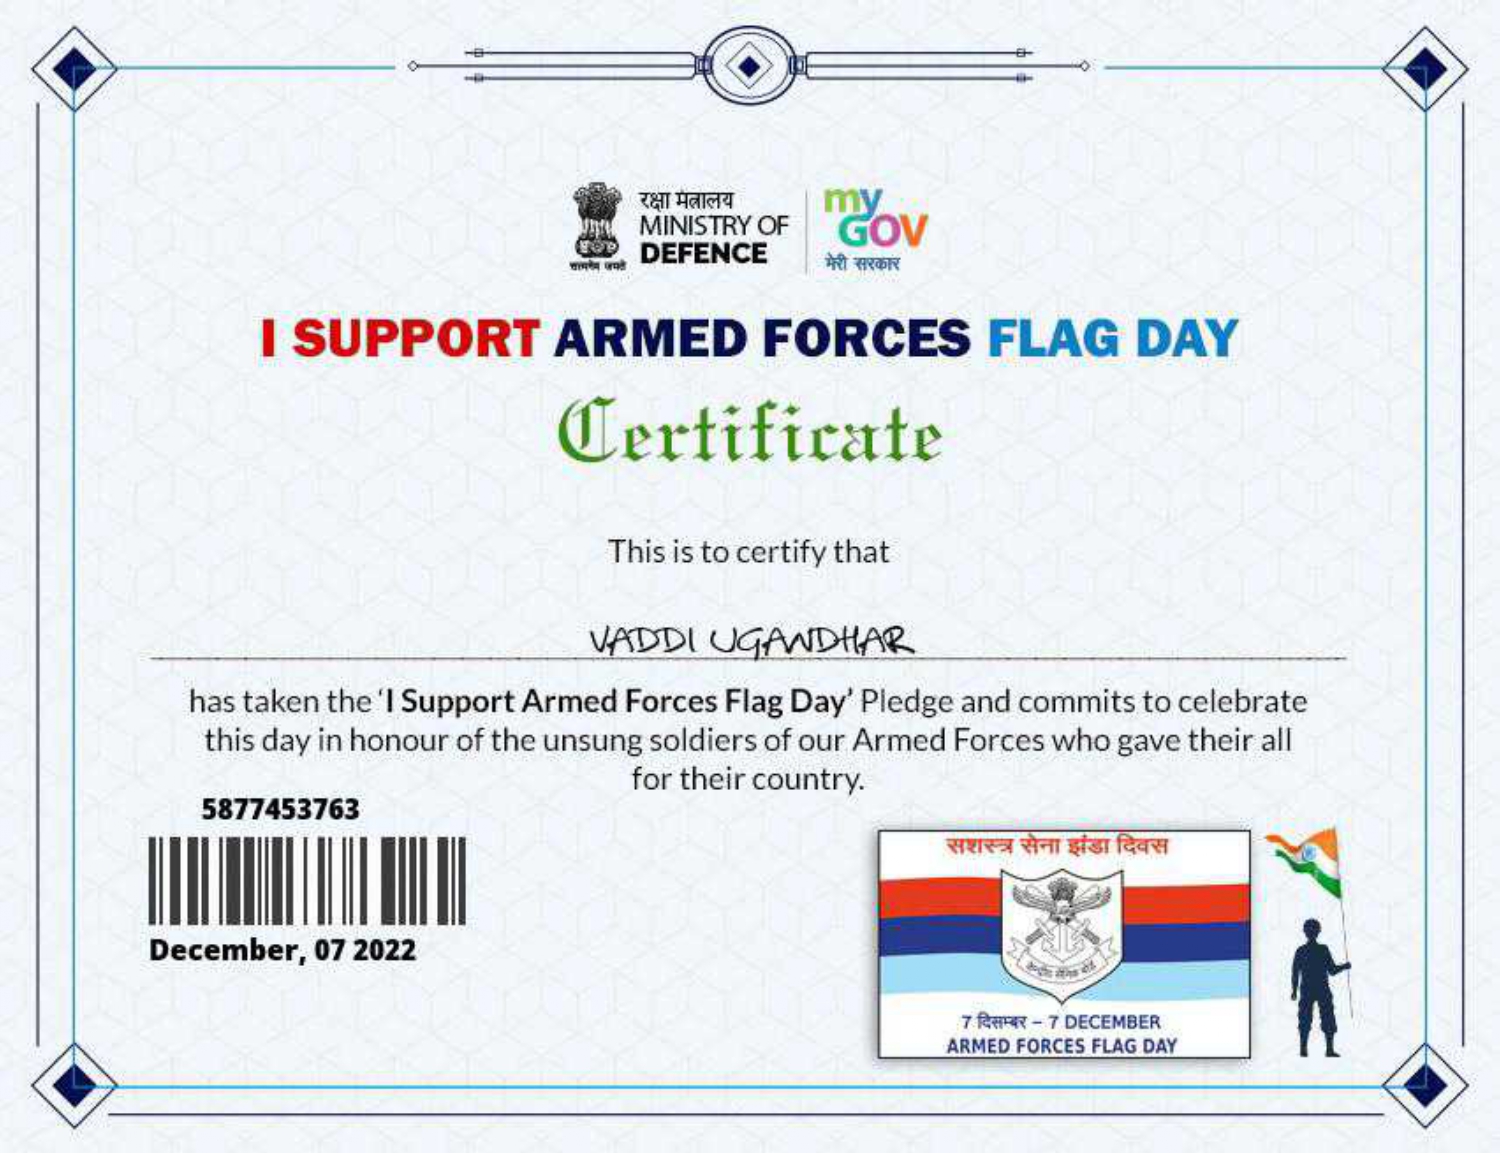 रक्षा मंत्रालय
MINISTRY OF
DEFENCE
सत्यमेव जयते
my
GOV
मेरी सरकार
I SUPPORT ARMED FORCES FLAG DAY
Certificate
This is to certify that
VADDI UGANDHAR
has taken the 'I Support Armed Forces Flag Day' Pledge and commits to celebrate
this day in honour of the unsung soldiers of our Armed Forces who gave their all
for their country.
5877453763
December, 07 2022
सशस्त्र सेना झंडा दिवस
केन्द्रीय सैनिक बोर्ड
7 दिसम्बर – 7 DECEMBER
ARMED FORCES FLAG DAY